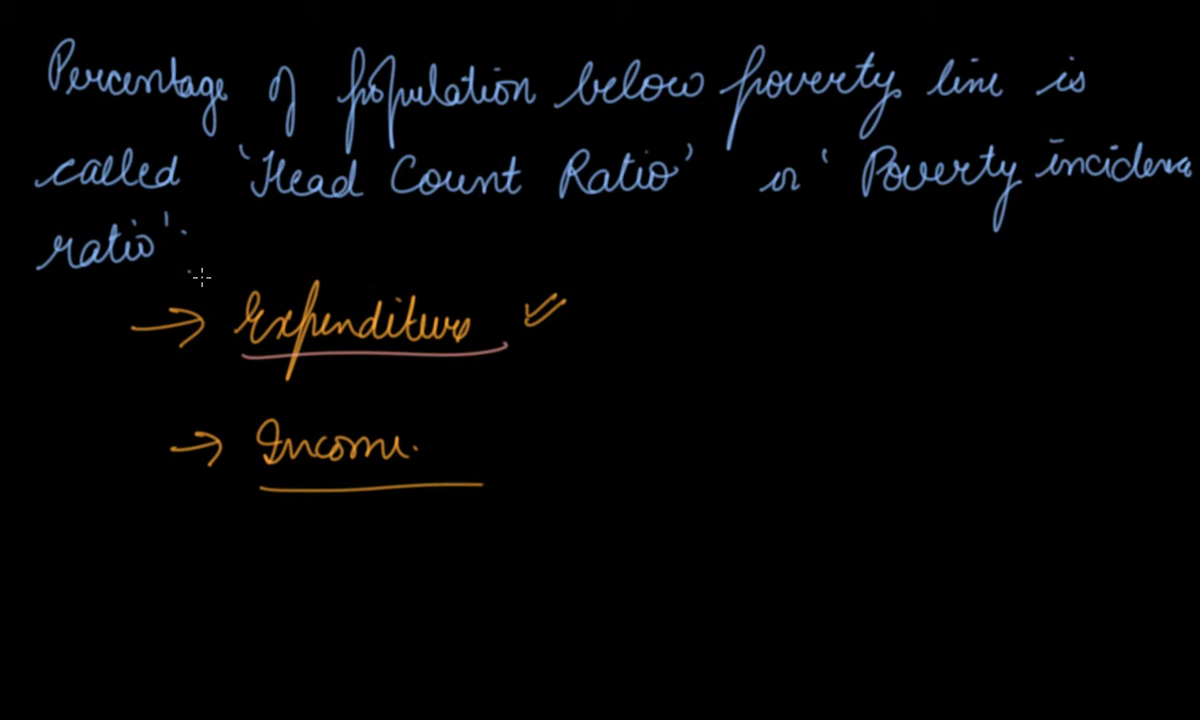 Percentage of population below poverty line is
called 'Head Count Ratio' or 'Poverty incidence
ratio'.
→ Expenditure
→ Income.